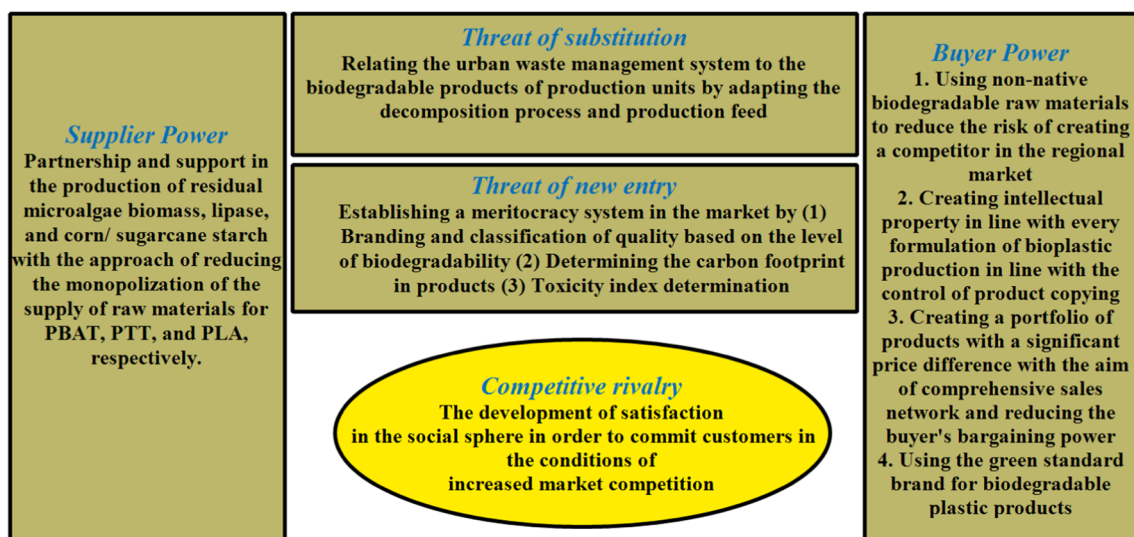 Supplier Power
Partnership and support in
the production of residual
microalgae biomass, lipase,
and corn/ sugarcane starch
with the approach of reducing
the monopolization of the
supply of raw materials for
PBAT, PTT, and PLA,
respectively.
Threat of substitution
Relating the urban waste management system to the
biodegradable products of production units by adapting the
decomposition process and production feed
Threat of new entry
Establishing a meritocracy system in the market by (1)
Branding and classification of quality based on the level
of biodegradability (2) Determining the carbon footprint
in products (3) Toxicity index determination
Competitive rivalry
The development of satisfaction
in the social sphere in order to commit customers in
the conditions of
increased market competition
Buyer Power
1. Using non-native
biodegradable raw materials
to reduce the risk of creating
a competitor in the regional
market
2. Creating intellectual
property in line with every
formulation of bioplastic
production in line with the
control of product copying
3. Creating a portfolio of
products with a significant
price difference with the aim
of comprehensive sales
network and reducing the
buyer's bargaining power
4. Using the green standard
brand for biodegradable
plastic products